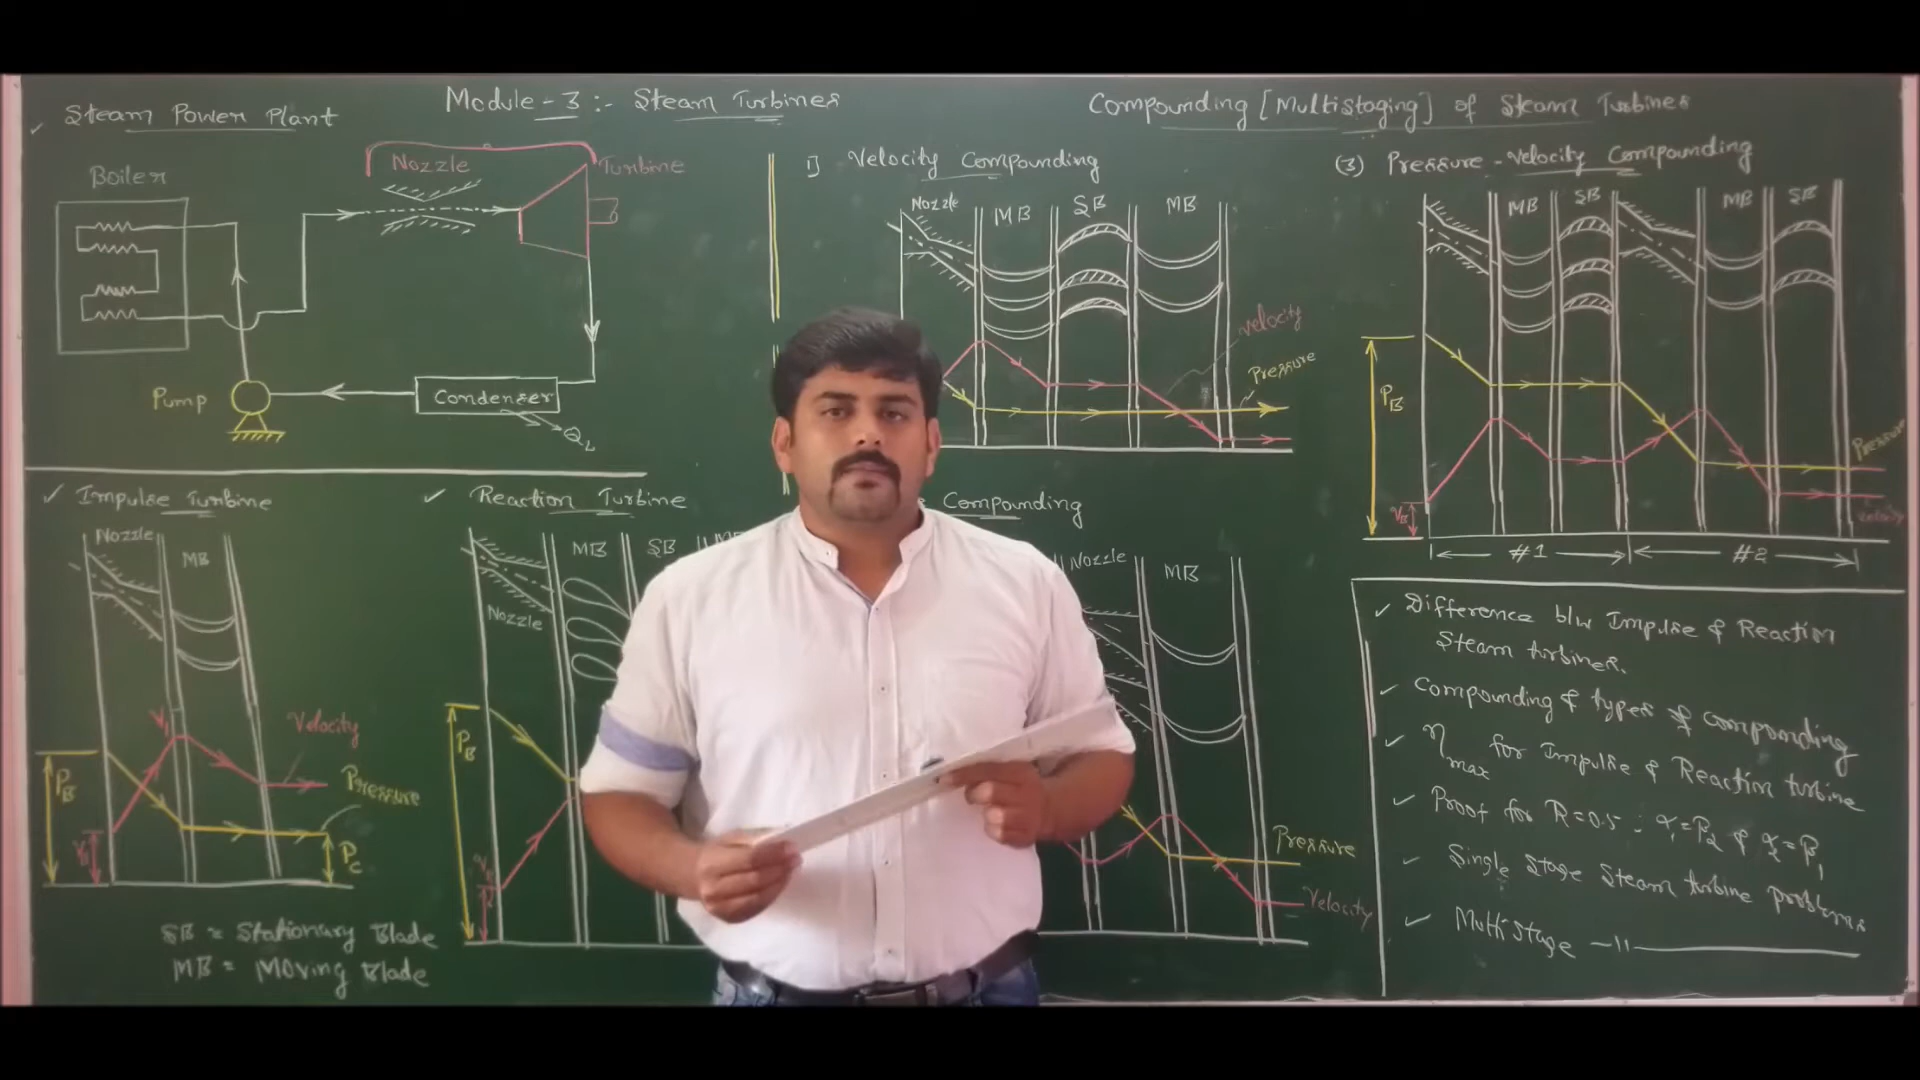 Module - 3 :- Steam Turbines
Steam Power Plant
Boiler
Nozzle
Turbine
Pump
Condenser
QL
Impulse Turbine
Nozzle
MB
V1
Velocity
Pressure
PB
PC
SB = Stationary Blade
MB = Moving Blade
Reaction Turbine
MB
SB
Nozzle
PB
Compounding [Multistaging] of Steam Turbines
1) Velocity Compounding
Nozzle
MB
SB
MB
Velocity
Pressure
Compounding
Nozzle
MB
Pressure
Velocity
(3) Pressure - Velocity Compounding
MB
SB
MB
SB
PB
VB
Pressure
Velocity
#1
#2
✓ Difference b/w Impulse & Reaction
Steam turbines.
✓ Compounding & types of compounding
✓ ηmax for Impulse & Reaction turbine
✓ Proof for R=0.5 : α1=β2 & α2=β1
✓ Single Stage Steam turbine problems
✓ Multistage —11—